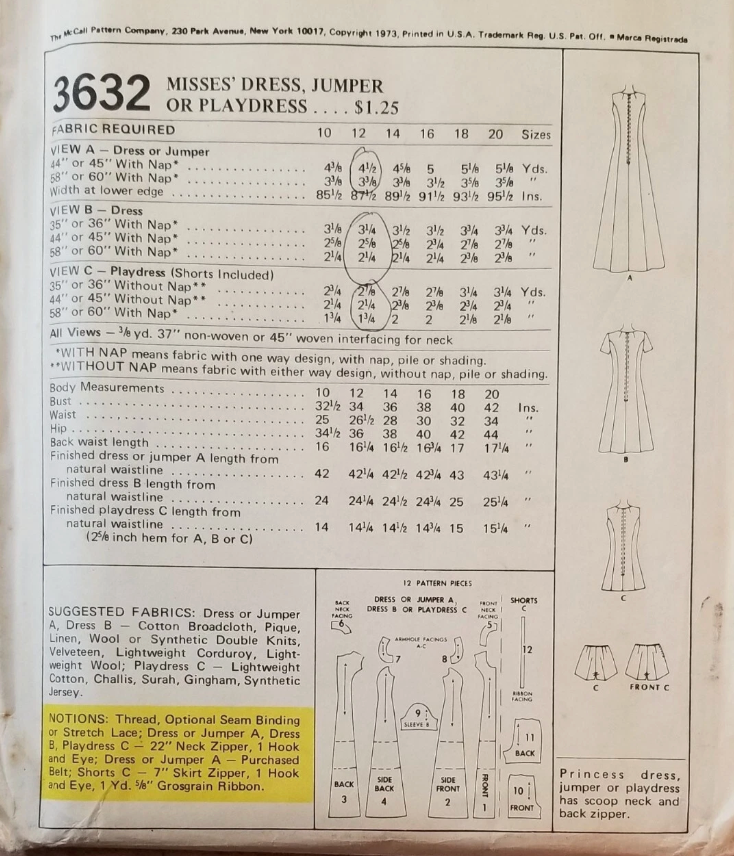 The McCall Pattern Company, 230 Park Avenue, New York 10017, Copyright 1973, Printed in U.S.A. Trademark Reg. U.S. Pat. Off. ■ Marca Registrada
3632 MISSES' DRESS, JUMPER
OR PLAYDRESS .... $1.25
FABRIC REQUIRED 10 12 14 16 18 20 Sizes
VIEW A — Dress or Jumper
44" or 45" With Nap* 4³⁄₈ 4½ 4⁵⁄₈ 5 5¹⁄₈ 5¹⁄₈ Yds.
58" or 60" With Nap* 3³⁄₈ 3³⁄₈ 3³⁄₈ 3½ 3⁵⁄₈ 3⁵⁄₈ "
Width at lower edge 85½ 87½ 89½ 91½ 93½ 95½ Ins.
VIEW B — Dress
35" or 36" With Nap* 3¹⁄₈ 3¼ 3½ 3½ 3¾ 3¾ Yds.
44" or 45" With Nap* 2⁵⁄₈ 2⁵⁄₈ 2⁵⁄₈ 2¾ 2⁷⁄₈ 2⁷⁄₈ "
58" or 60" With Nap* 2¼ 2¼ 2¼ 2¼ 2³⁄₈ 2³⁄₈ "
VIEW C — Playdress (Shorts Included)
35" or 36" Without Nap** 2¾ 2⁷⁄₈ 2⁷⁄₈ 2⁷⁄₈ 3¼ 3¼ Yds.
44" or 45" Without Nap** 2¼ 2¼ 2³⁄₈ 2³⁄₈ 2¾ 2¾ "
58" or 60" With Nap* 1¾ 1¾ 2 2 2¹⁄₈ 2¹⁄₈ "
All Views — ³⁄₈ yd. 37" non-woven or 45" woven interfacing for neck
*WITH NAP means fabric with one way design, with nap, pile or shading.
**WITHOUT NAP means fabric with either way design, without nap, pile or shading.
Body Measurements 10 12 14 16 18 20
Bust 32½ 34 36 38 40 42 Ins.
Waist 25 26½ 28 30 32 34 "
Hip 34½ 36 38 40 42 44 "
Back waist length 16 16¼ 16½ 16¾ 17 17¼ "
Finished dress or jumper A length from
natural waistline 42 42¼ 42½ 42¾ 43 43¼ "
Finished dress B length from
natural waistline 24 24¼ 24½ 24¾ 25 25¼ "
Finished playdress C length from
natural waistline 14 14¼ 14½ 14¾ 15 15¼ "
(2⁵⁄₈ inch hem for A, B or C)
A
B
C
C FRONT C
SUGGESTED FABRICS: Dress or Jumper
A, Dress B — Cotton Broadcloth, Pique,
Linen, Wool or Synthetic Double Knits,
Velveteen, Lightweight Corduroy, Light-
weight Wool; Playdress C — Lightweight
Cotton, Challis, Surah, Gingham, Synthetic
Jersey.
NOTIONS: Thread, Optional Seam Binding
or Stretch Lace; Dress or Jumper A, Dress
B, Playdress C — 22" Neck Zipper, 1 Hook
and Eye; Dress or Jumper A — Purchased
Belt; Shorts C — 7" Skirt Zipper, 1 Hook
and Eye, 1 Yd. ⁵⁄₈" Grosgrain Ribbon.
12 PATTERN PIECES
DRESS OR JUMPER A,
DRESS B OR PLAYDRESS C
BACK
NECK
FACING
6
FRONT
NECK
FACING
5
SHORTS
C
ARMHOLE FACINGS
A-C
7
8
9
SLEEVE B
12
RIBBON
FACING
11
BACK
10
FRONT
BACK
3
SIDE
BACK
4
SIDE
FRONT
2
FRONT
1
Princess dress,
jumper or playdress
has scoop neck and
back zipper.